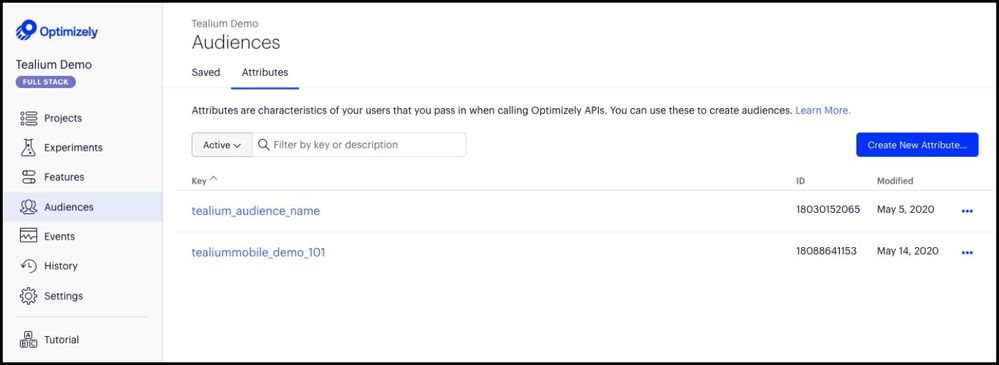 Optimizely
Tealium Demo
FULL STACK
Projects
Experiments
Features
Audiences
Events
History
Settings
Tutorial
Tealium Demo
Audiences
Saved Attributes
Attributes are characteristics of your users that you pass in when calling Optimizely APIs. You can use these to create audiences. Learn More.
Active Filter by key or description Create New Attribute...
Key ID Modified
tealium_audience_name 18030152065 May 5, 2020
tealiummobile_demo_101 18088641153 May 14, 2020